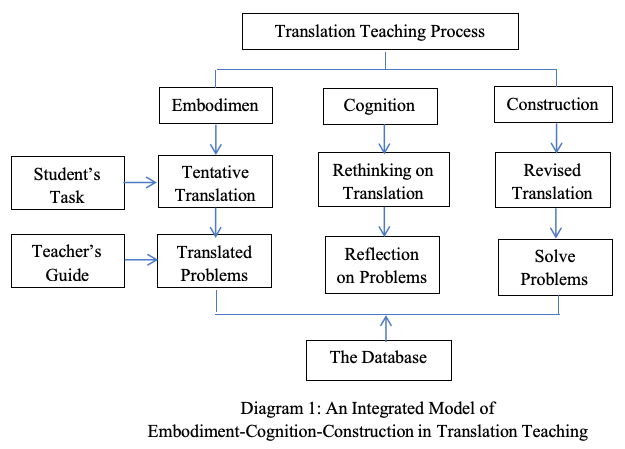 Translation Teaching Process
Embodimen
Cognition
Construction
Student’s
Task
Tentative
Translation
Rethinking on
Translation
Revised
Translation
Teacher’s
Guide
Translated
Problems
Reflection
on Problems
Solve
Problems
The Database
Diagram 1: An Integrated Model of
Embodiment-Cognition-Construction in Translation Teaching